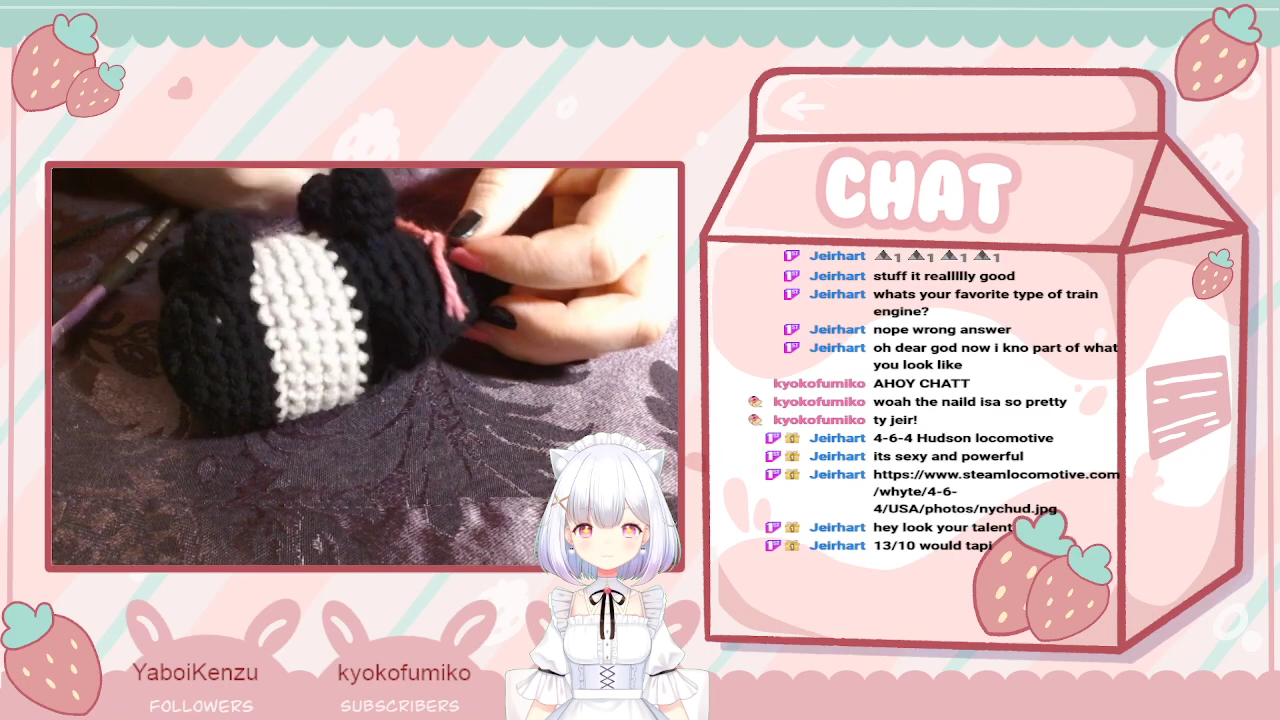 CHAT
Jeirhart 1 1 1 1
Jeirhart stuff it reallllly good
Jeirhart whats your favorite type of train
engine?
Jeirhart nope wrong answer
Jeirhart oh dear god now i kno part of what
you look like
kyokofumiko AHOY CHATT
kyokofumiko woah the naild isa so pretty
kyokofumiko ty jeir!
Jeirhart 4-6-4 Hudson locomotive
Jeirhart its sexy and powerful
Jeirhart https://www.steamlocomotive.com
/whyte/4-6-
4/USA/photos/nychud.jpg
Jeirhart hey look your talent
Jeirhart 13/10 would tapi
YaboiKenzu
FOLLOWERS
kyokofumiko
SUBSCRIBERS